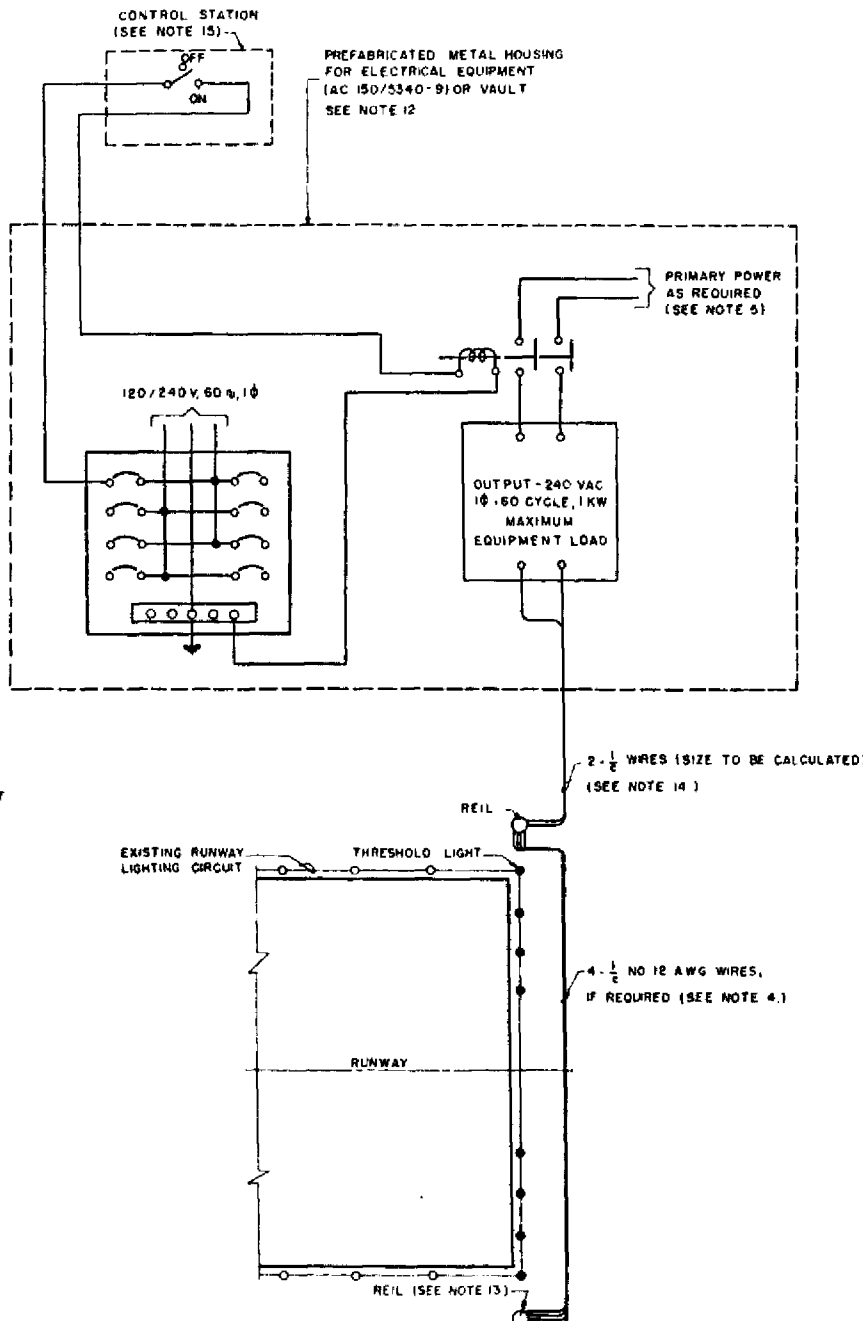 CONTROL STATION
(SEE NOTE 15)
OFF
ON
PREFABRICATED METAL HOUSING
FOR ELECTRICAL EQUIPMENT
(AC 150/5340-9) OR VAULT
SEE NOTE 12
PRIMARY POWER
AS REQUIRED
(SEE NOTE 5)
120/240 V, 60 ~, 1ϕ
OUTPUT - 240 VAC
1ϕ -60 CYCLE, 1 KW
MAXIMUM
EQUIPMENT LOAD
2 - 1/C WIRES (SIZE TO BE CALCULATED)
(SEE NOTE 14.)
REIL
EXISTING RUNWAY
LIGHTING CIRCUIT
THRESHOLD LIGHT
4 - 1/C NO 12 AWG WIRES,
IF REQUIRED (SEE NOTE 4.)
RUNWAY
REIL (SEE NOTE 13)